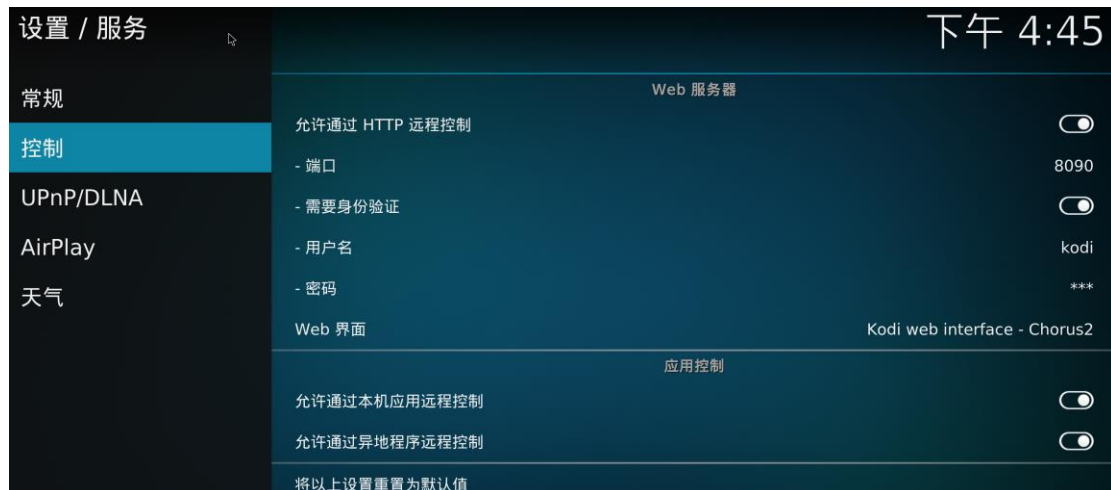 设置 / 服务
下午 4:45
常规
控制
UPnP/DLNA
AirPlay
天气
Web 服务器
允许通过 HTTP 远程控制
- 端口 8090
- 需要身份验证
- 用户名 kodi
- 密码 ***
Web 界面 Kodi web interface - Chorus2
应用控制
允许通过本机应用远程控制
允许通过异地程序远程控制
将以上设置重置为默认值